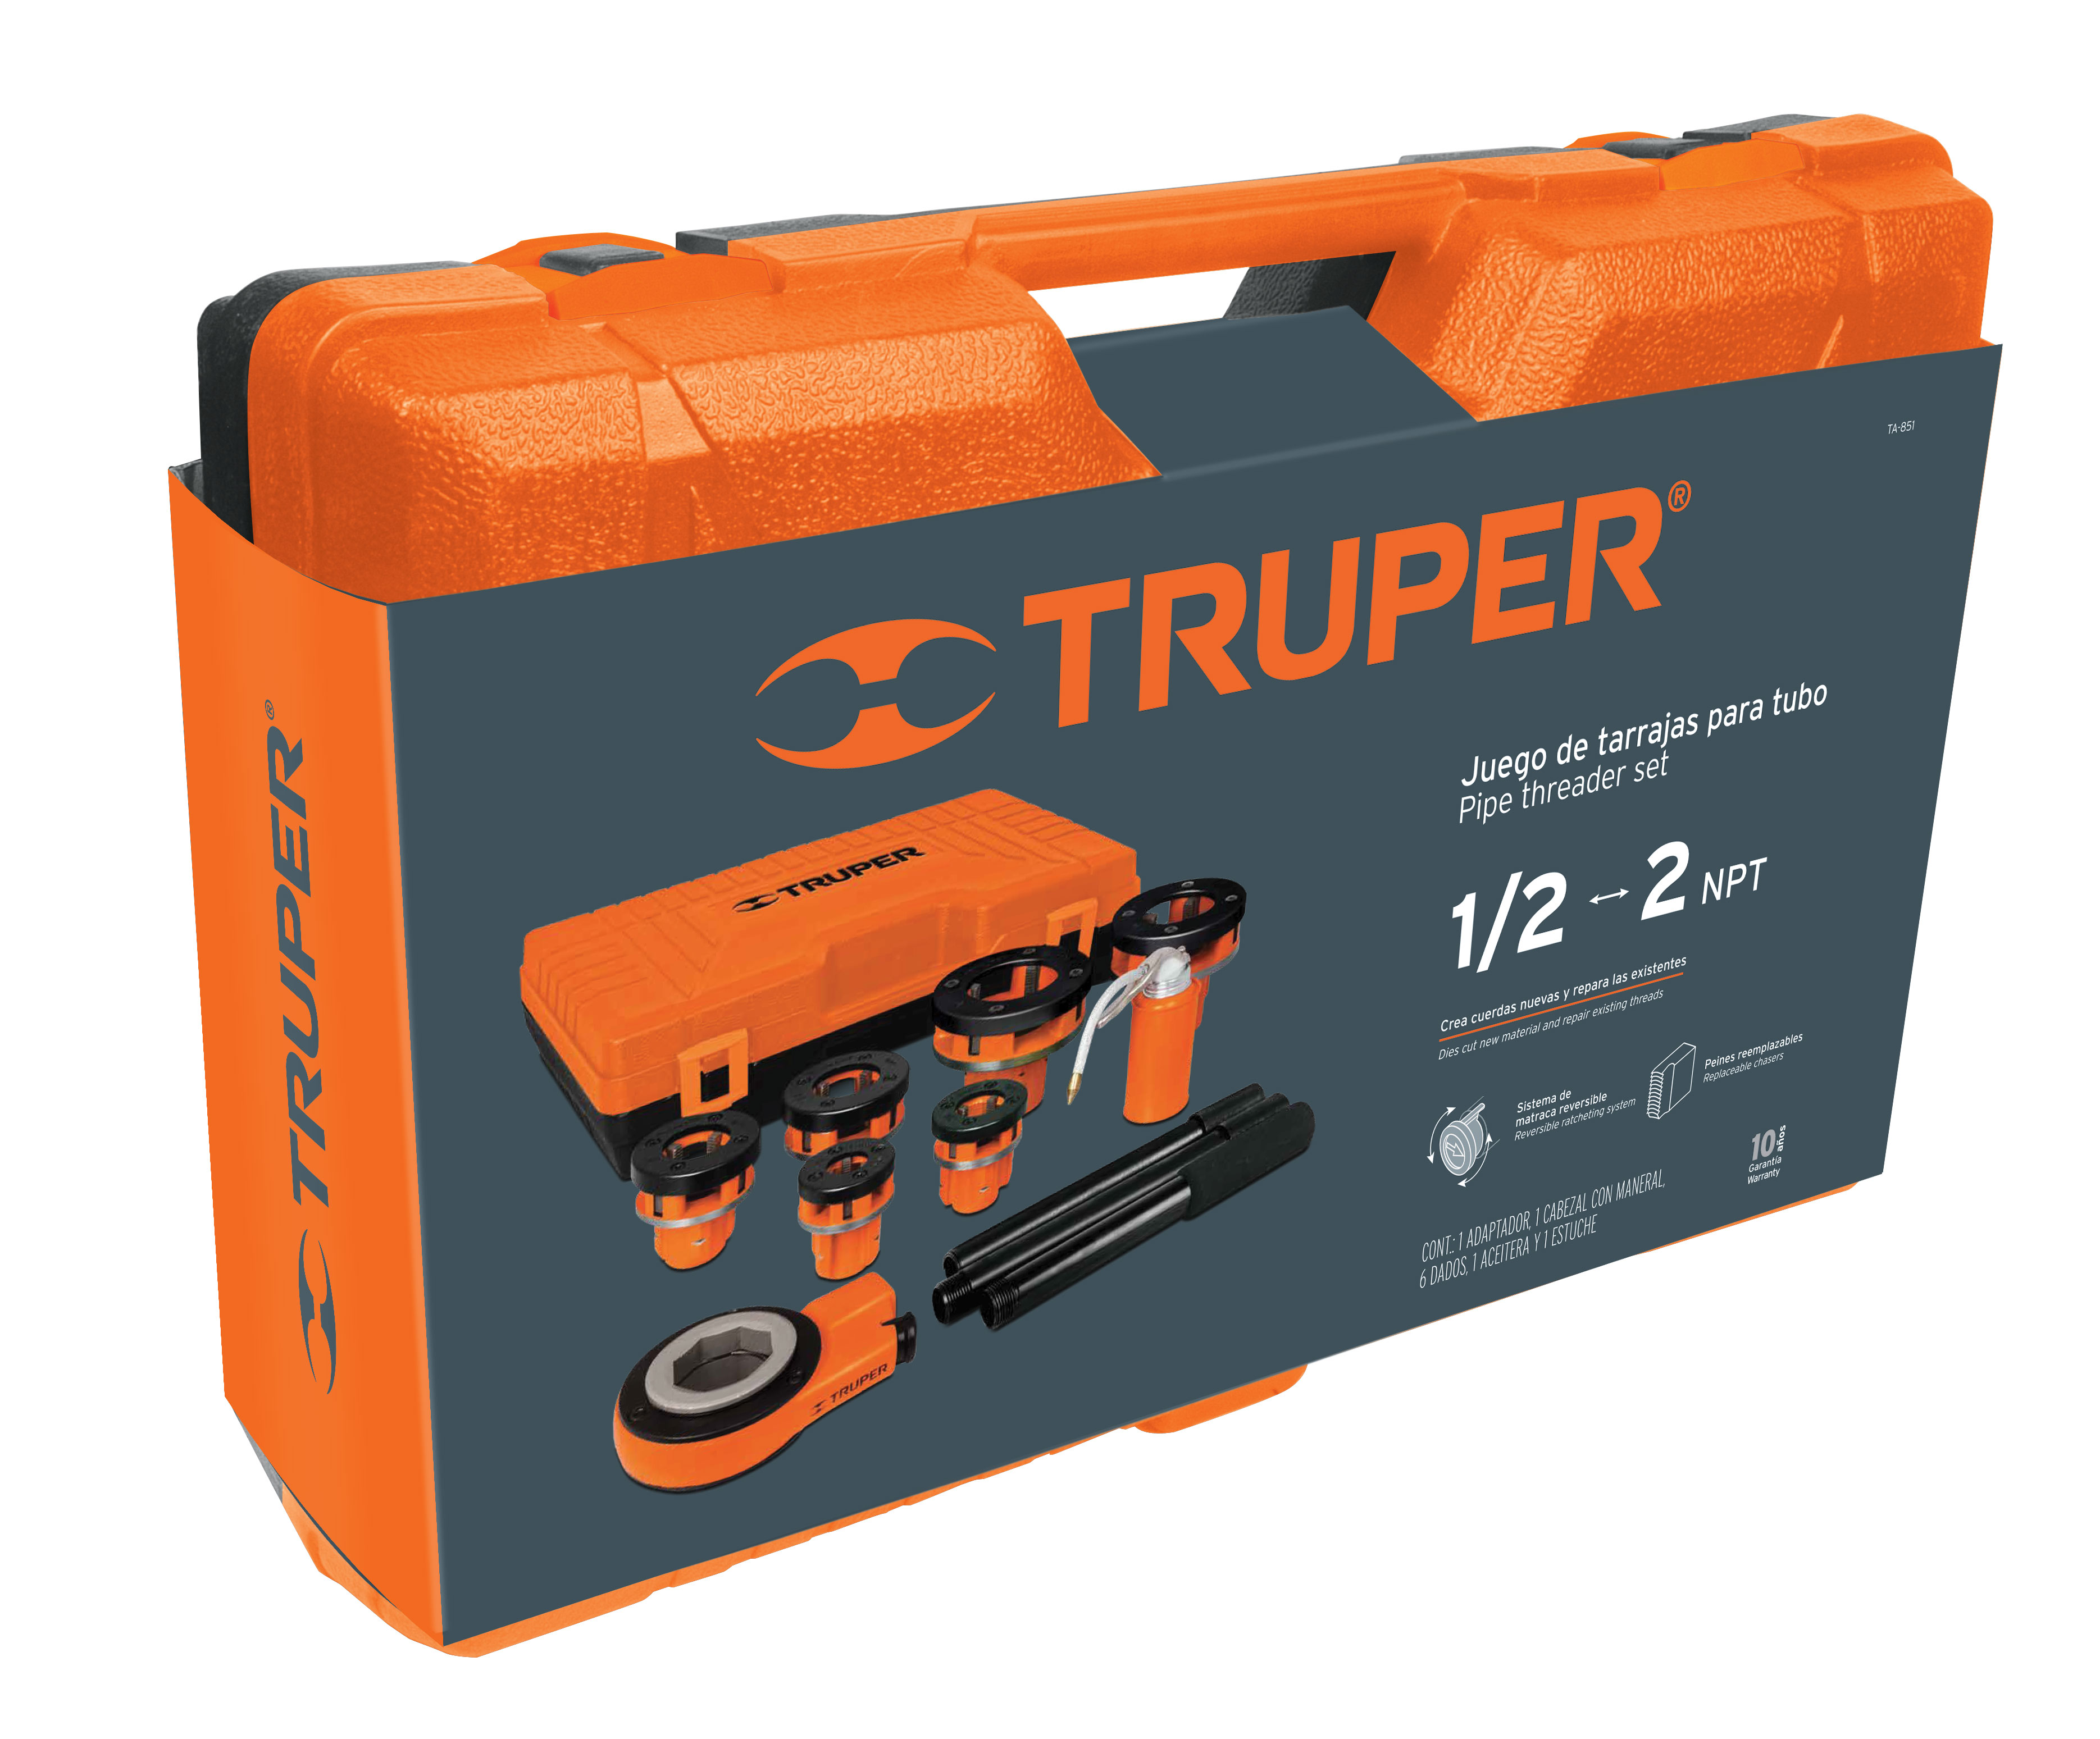 TA-851
TRUPER®
Juego de tarrajas para tubo
Pipe threader set
1/2 ↔ 2 NPT
Crea cuerdas nuevas y repara las existentes
Dies cut new material and repair existing threads
Sistema de
matraca reversible
Reversible ratcheting system
Peines reemplazables
Replaceable chasers
10 años
Garantía
Warranty
CONT.: 1 ADAPTADOR, 1 CABEZAL CON MANERAL,
6 DADOS, 1 ACEITERA Y 1 ESTUCHE
TRUPER
TRUPER
TRUPER®